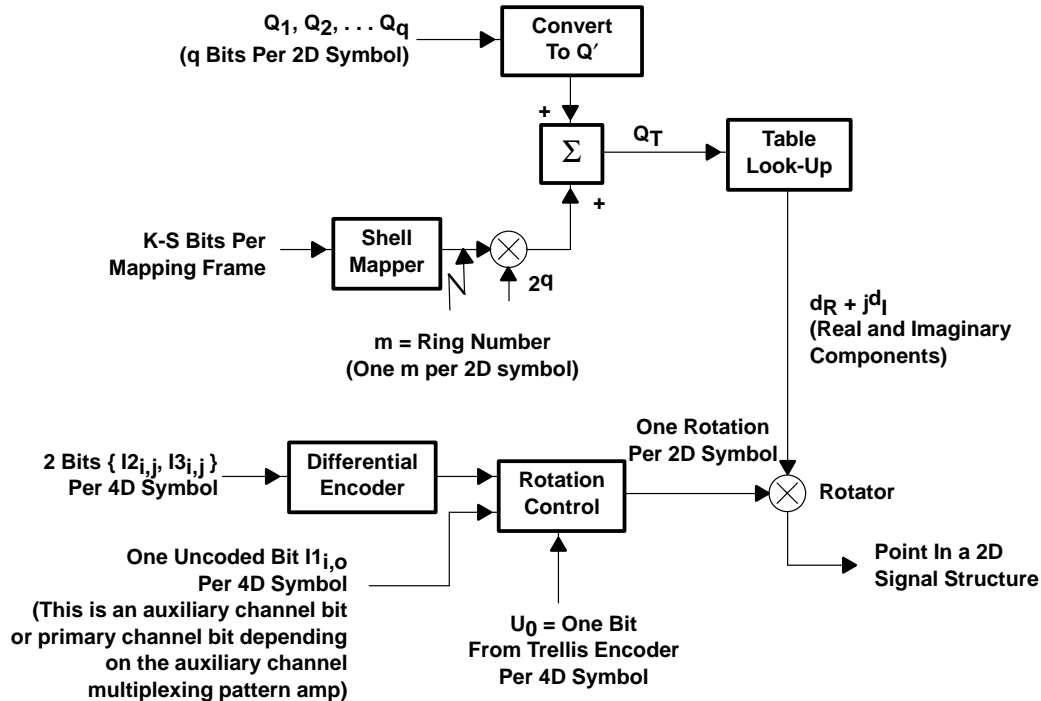 Q1, Q2, . . . Qq
(q Bits Per 2D Symbol)
Convert
To Q′
+
Σ
QT
Table
Look-Up
+
K-S Bits Per
Mapping Frame
Shell
Mapper
2q
m = Ring Number
(One m per 2D symbol)
dR + jdI
(Real and Imaginary
Components)
One Rotation
Per 2D Symbol
2 Bits { I2i,j, I3i,j }
Per 4D Symbol
Differential
Encoder
Rotation
Control
Rotator
One Uncoded Bit I1i,o
Per 4D Symbol
(This is an auxiliary channel bit
or primary channel bit depending
on the auxiliary channel
multiplexing pattern amp)
U0 = One Bit
From Trellis Encoder
Per 4D Symbol
Point In a 2D
Signal Structure